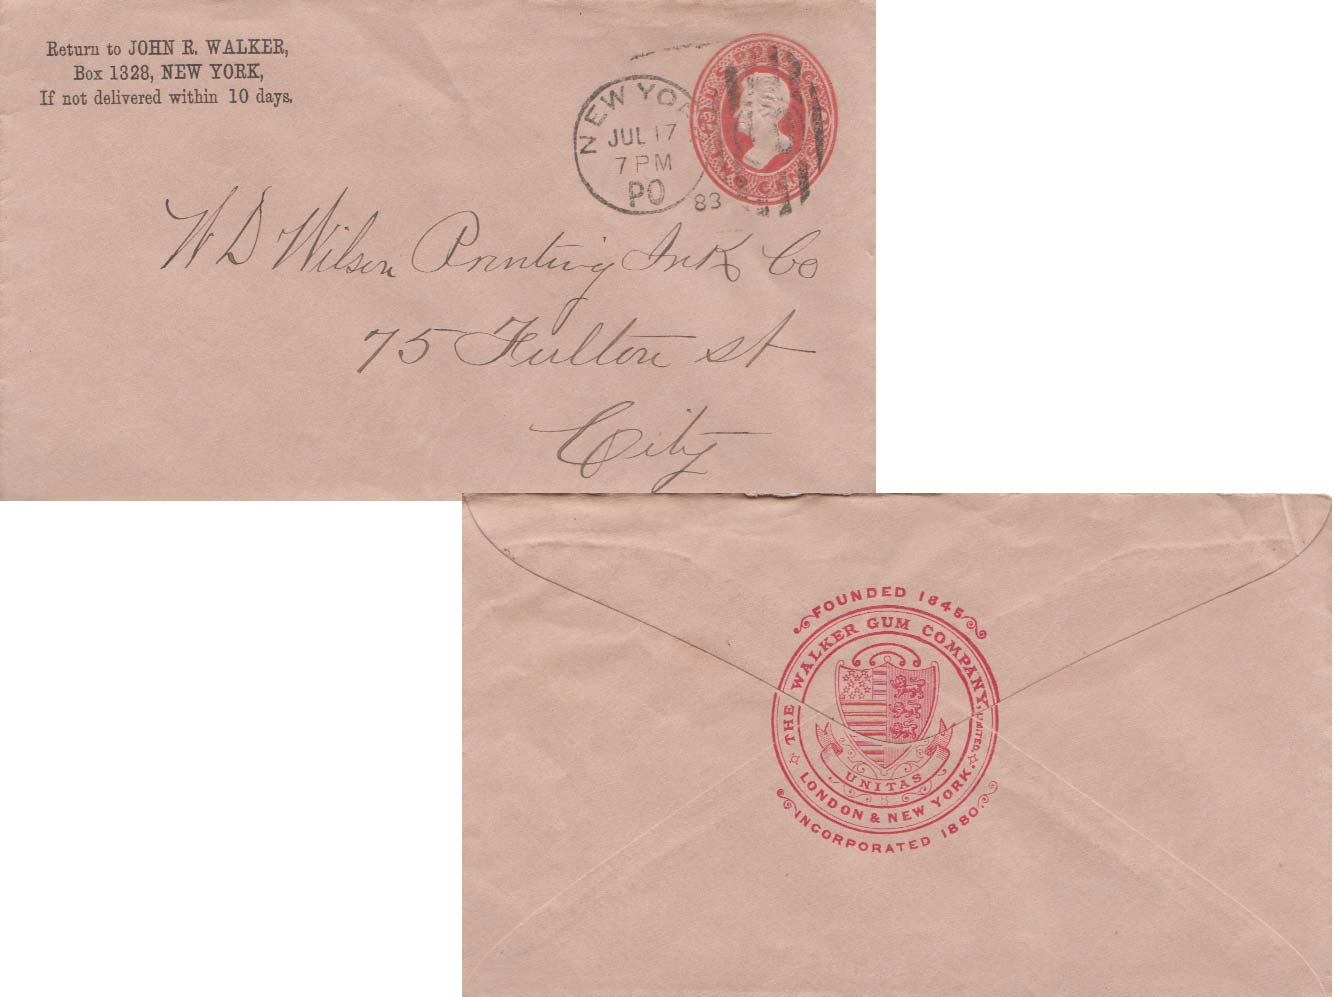 Return to JOHN R. WALKER,
Box 1328, NEW YORK,
If not delivered within 10 days.
NEW YOR
JUL 17
7 PM
PO
83
W D Wilson Printing Ink Co
75 Fulton st
City
FOUNDED 1845
THE WALKER GUM COMPANY, LIMITED.
UNITAS
LONDON & NEW YORK.
INCORPORATED 1880.